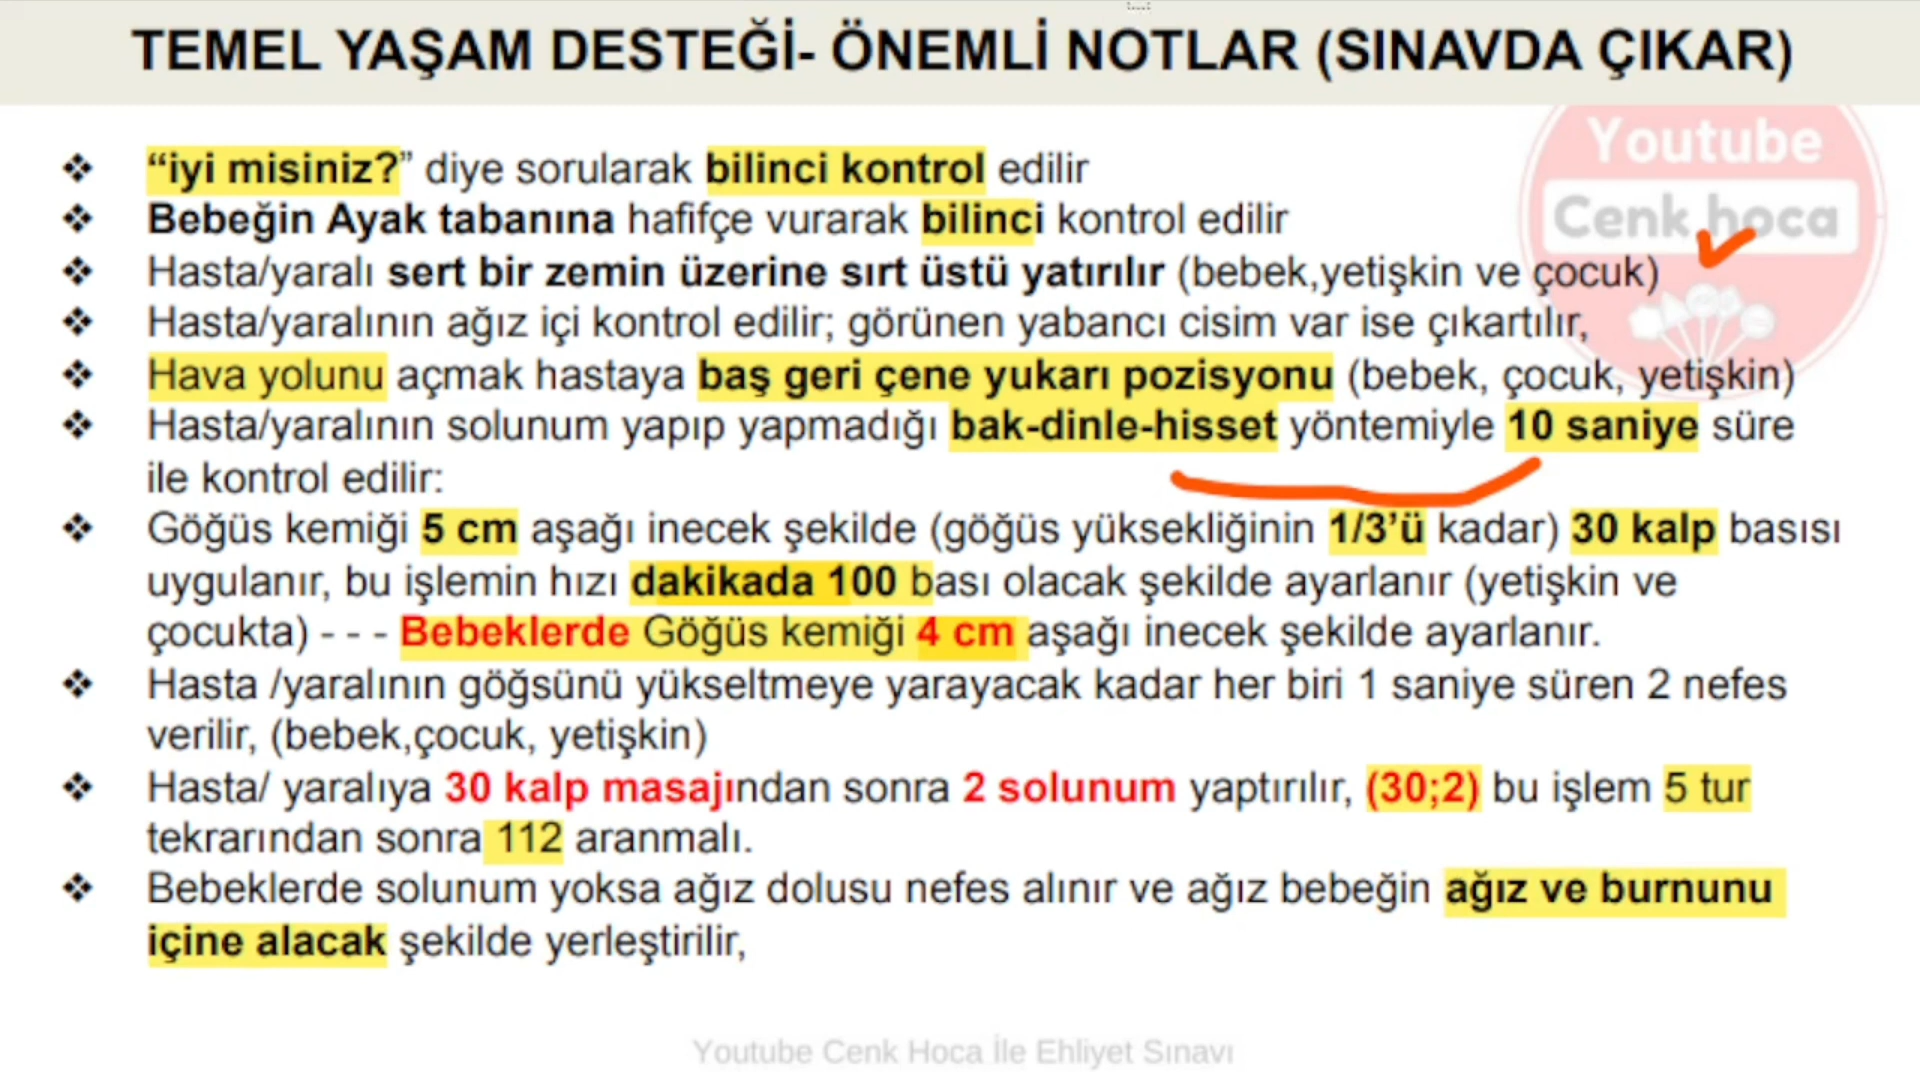 TEMEL YAŞAM DESTEĞİ- ÖNEMLİ NOTLAR (SINAVDA ÇIKAR)
Youtube
Cenk hoca
❖ “iyi misiniz?” diye sorularak bilinci kontrol edilir
❖ Bebeğin Ayak tabanına hafifçe vurarak bilinci kontrol edilir
❖ Hasta/yaralı sert bir zemin üzerine sırt üstü yatırılır (bebek,yetişkin ve çocuk)
❖ Hasta/yaralının ağız içi kontrol edilir; görünen yabancı cisim var ise çıkartılır,
❖ Hava yolunu açmak hastaya baş geri çene yukarı pozisyonu (bebek, çocuk, yetişkin)
❖ Hasta/yaralının solunum yapıp yapmadığı bak-dinle-hisset yöntemiyle 10 saniye süre
ile kontrol edilir:
❖ Göğüs kemiği 5 cm aşağı inecek şekilde (göğüs yüksekliğinin 1/3’ü kadar) 30 kalp basısı
uygulanır, bu işlemin hızı dakikada 100 bası olacak şekilde ayarlanır (yetişkin ve
çocukta) - - - Bebeklerde Göğüs kemiği 4 cm aşağı inecek şekilde ayarlanır.
❖ Hasta /yaralının göğsünü yükseltmeye yarayacak kadar her biri 1 saniye süren 2 nefes
verilir, (bebek,çocuk, yetişkin)
❖ Hasta/ yaralıya 30 kalp masajından sonra 2 solunum yaptırılır, (30;2) bu işlem 5 tur
tekrarından sonra 112 aranmalı.
❖ Bebeklerde solunum yoksa ağız dolusu nefes alınır ve ağız bebeğin ağız ve burnunu
içine alacak şekilde yerleştirilir,
Youtube Cenk Hoca İle Ehliyet Sınavı